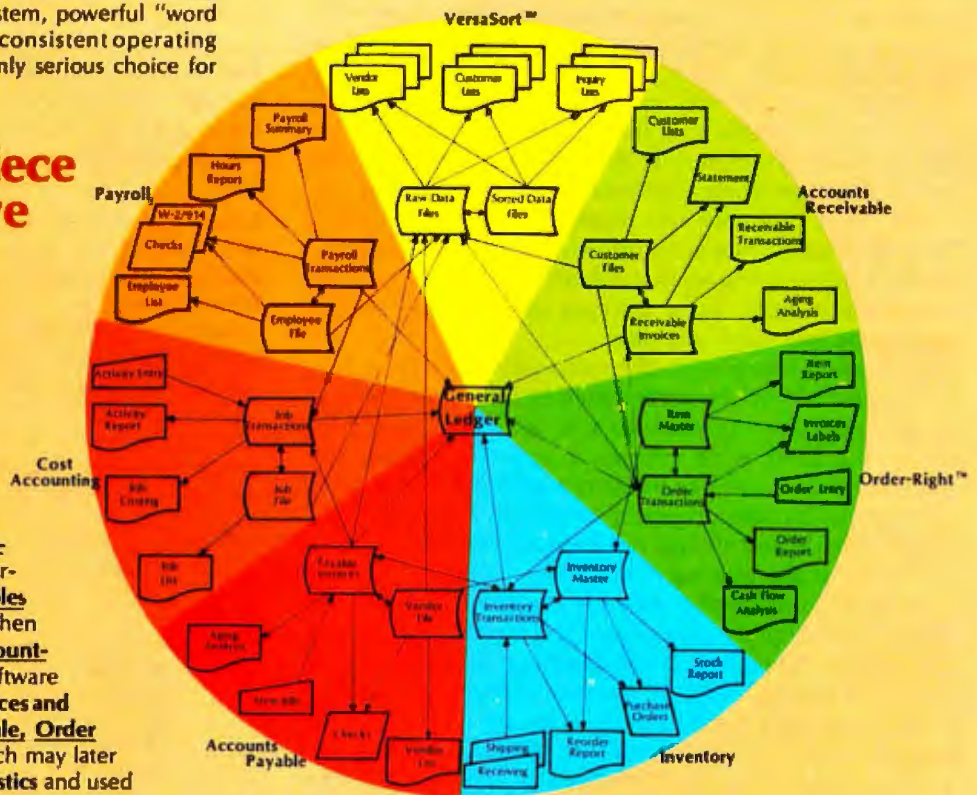 stem, powerful "word
consistent operating
nly serious choice for
ece
e
VersaSort™
Vendor
Lists
Customer
Lists
Inquiry
Lists
Raw Data
Files
Sorted Data
Files
Payroll
Payroll
Summary
Hours
Report
W-2/914
Checks
Employee
List
Payroll
Transactions
Employee
File
Accounts
Receivable
Customer
Lists
Statement
Receivable
Transactions
Customer
Files
Receivable
Invoices
Aging
Analysis
General
Ledger
Cost
Accounting
Activity Entry
Activity
Report
Job
Costing
Job
List
Job
Transactions
Job
File
Order-Right™
Item
Report
Item
Master
Invoices
Labels
Order Entry
Order
Transactions
Order
Report
Cash Flow
Analysis
Accounts
Payable
Payable
Invoices
Vendor
File
Aging
Analysis
Checks
Vendor
List
Inventory
Inventory
Master
Inventory
Transactions
Stock
Report
Purchase
Orders
Reorder
Report
Shipping
Receiving
r-
les
hen
ount-
ftware
ces and
le, Order
ch may later
stics and used